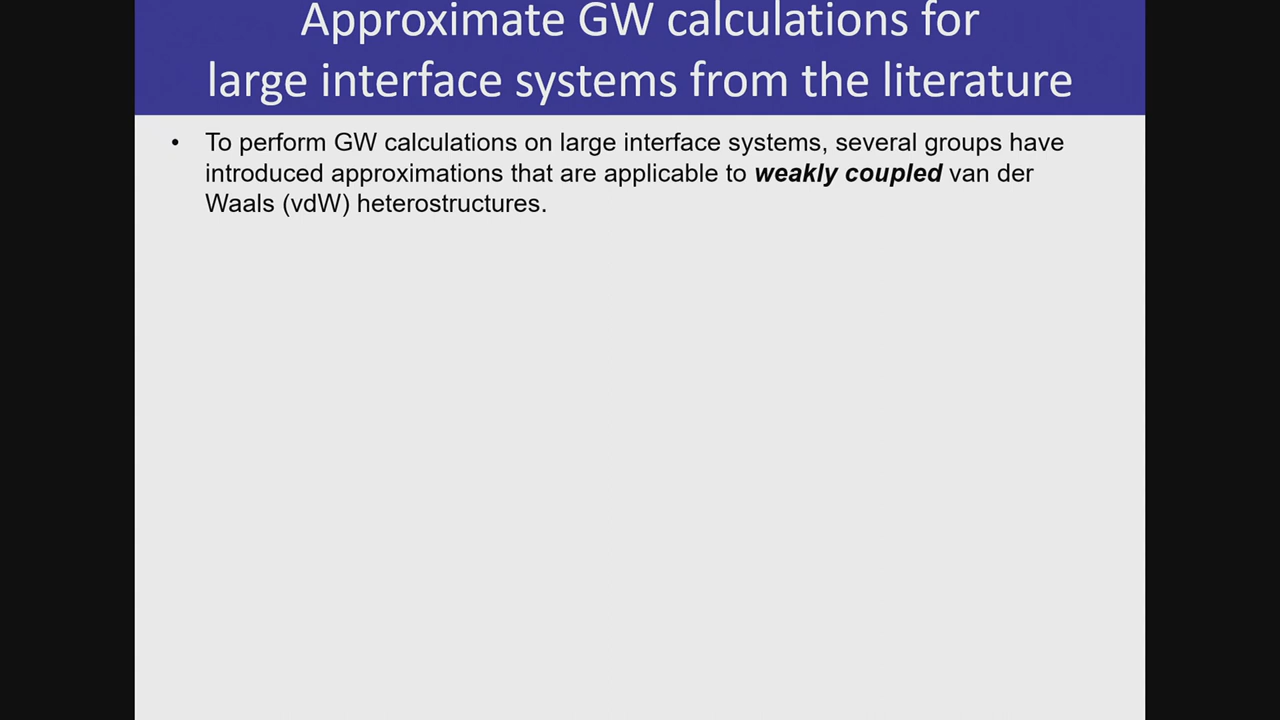 Approximate GW calculations for
large interface systems from the literature
• To perform GW calculations on large interface systems, several groups have
introduced approximations that are applicable to weakly coupled van der
Waals (vdW) heterostructures.